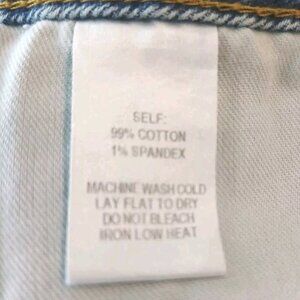 SELF:
99% COTTON
1% SPANDEX
MACHINE WASH COLD
LAY FLAT TO DRY
DO NOT BLEACH
IRON LOW HEAT